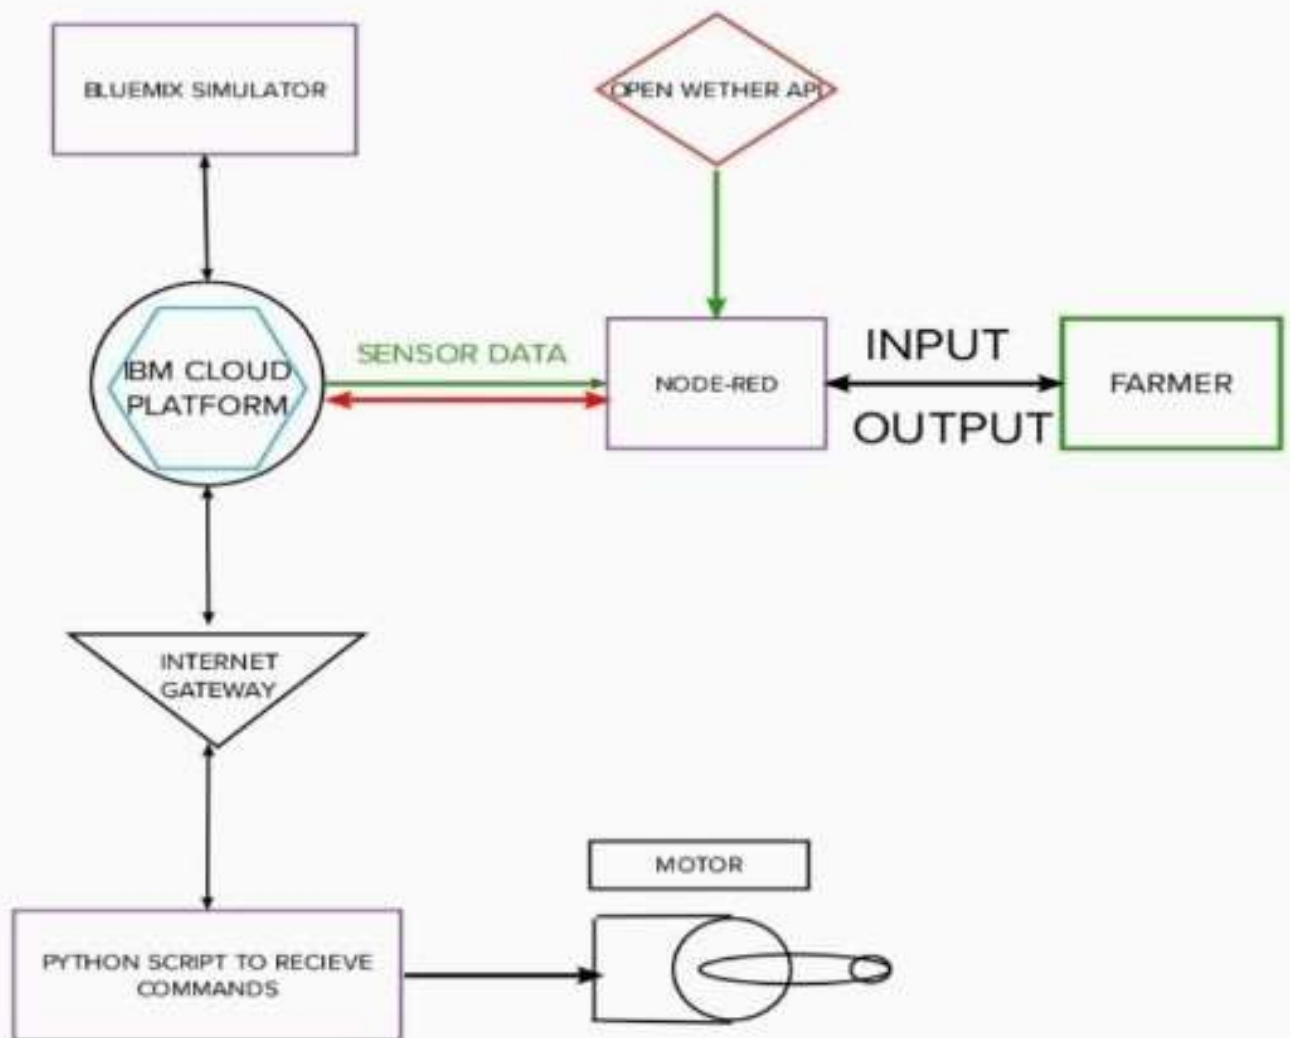 BLUEMIX SIMULATOR
OPEN WETHER API
IBM CLOUD
PLATFORM
SENSOR DATA
NODE-RED
INPUT
OUTPUT
FARMER
INTERNET
GATEWAY
MOTOR
PYTHON SCRIPT TO RECIEVE
COMMANDS